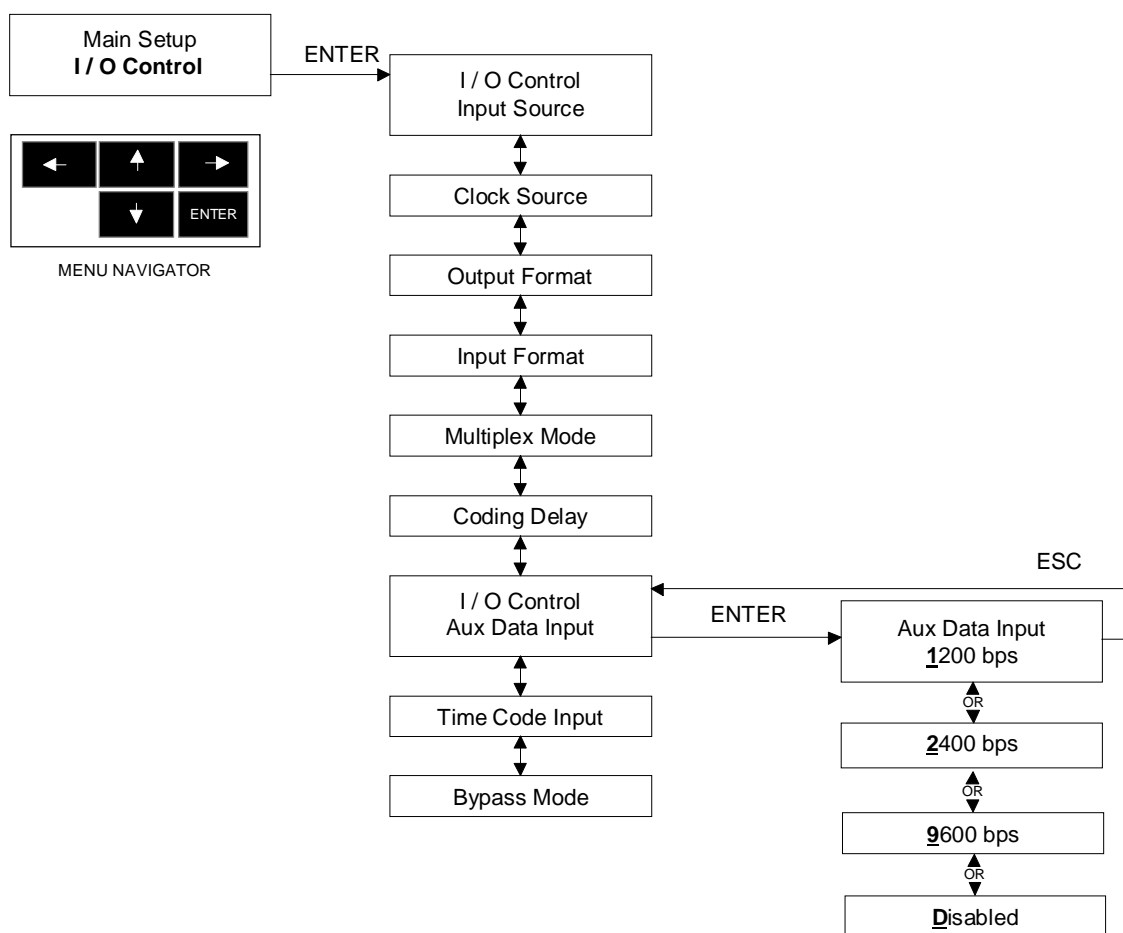 Main Setup
I / O Control
ENTER
I / O Control
Input Source
ENTER
MENU NAVIGATOR
Clock Source
Output Format
Input Format
Multiplex Mode
Coding Delay
I / O Control
Aux Data Input
ESC
ENTER
Aux Data Input
1200 bps
OR
2400 bps
OR
9600 bps
OR
Disabled
Time Code Input
Bypass Mode